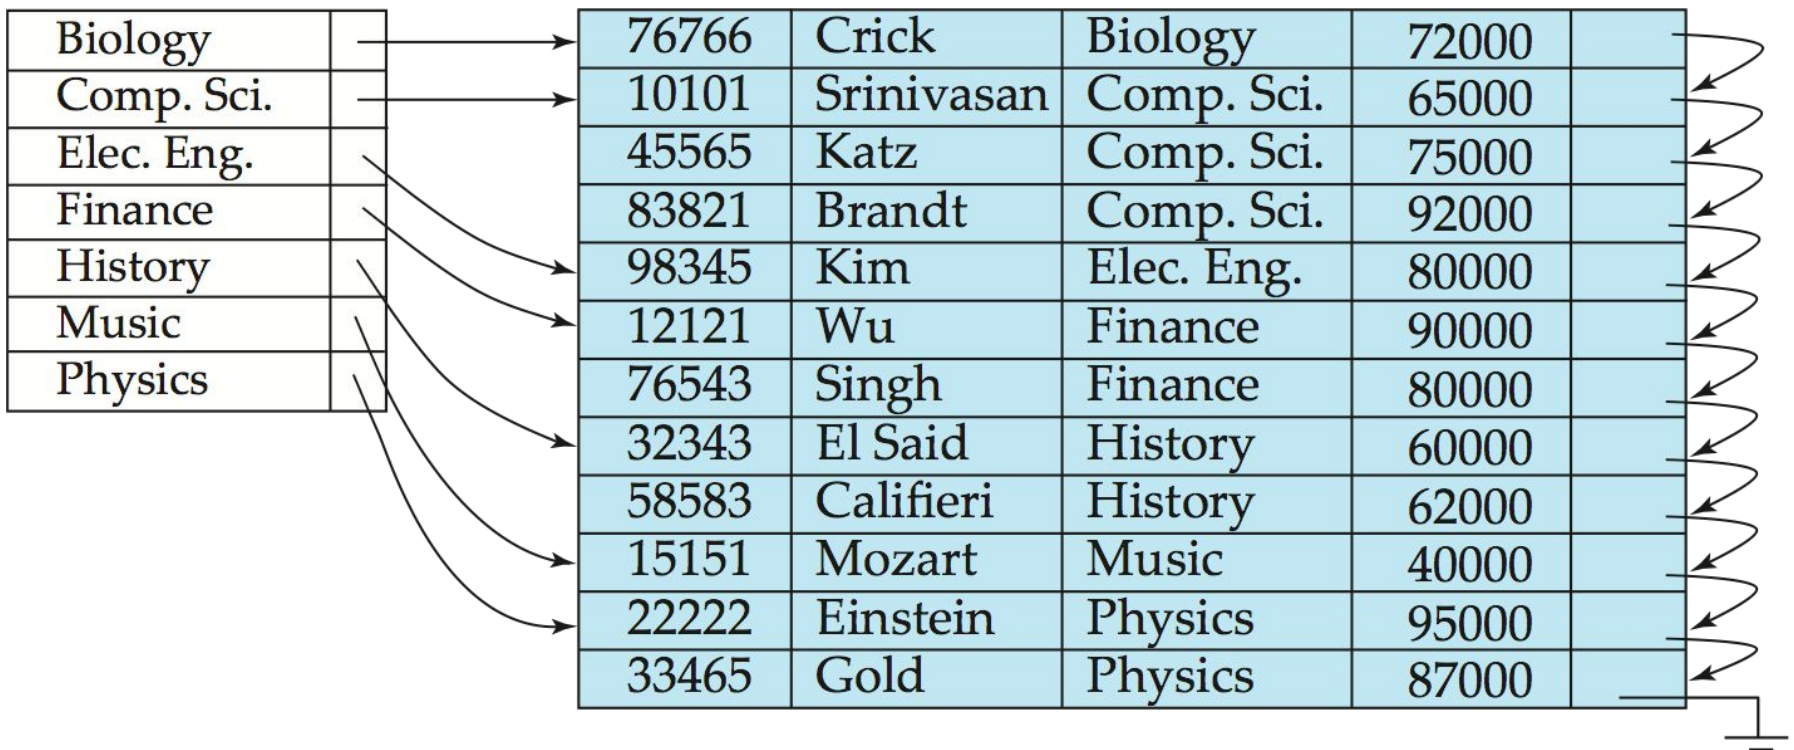 Biology
Comp. Sci.
Elec. Eng.
Finance
History
Music
Physics
76766 Crick Biology 72000
10101 Srinivasan Comp. Sci. 65000
45565 Katz Comp. Sci. 75000
83821 Brandt Comp. Sci. 92000
98345 Kim Elec. Eng. 80000
12121 Wu Finance 90000
76543 Singh Finance 80000
32343 El Said History 60000
58583 Califieri History 62000
15151 Mozart Music 40000
22222 Einstein Physics 95000
33465 Gold Physics 87000